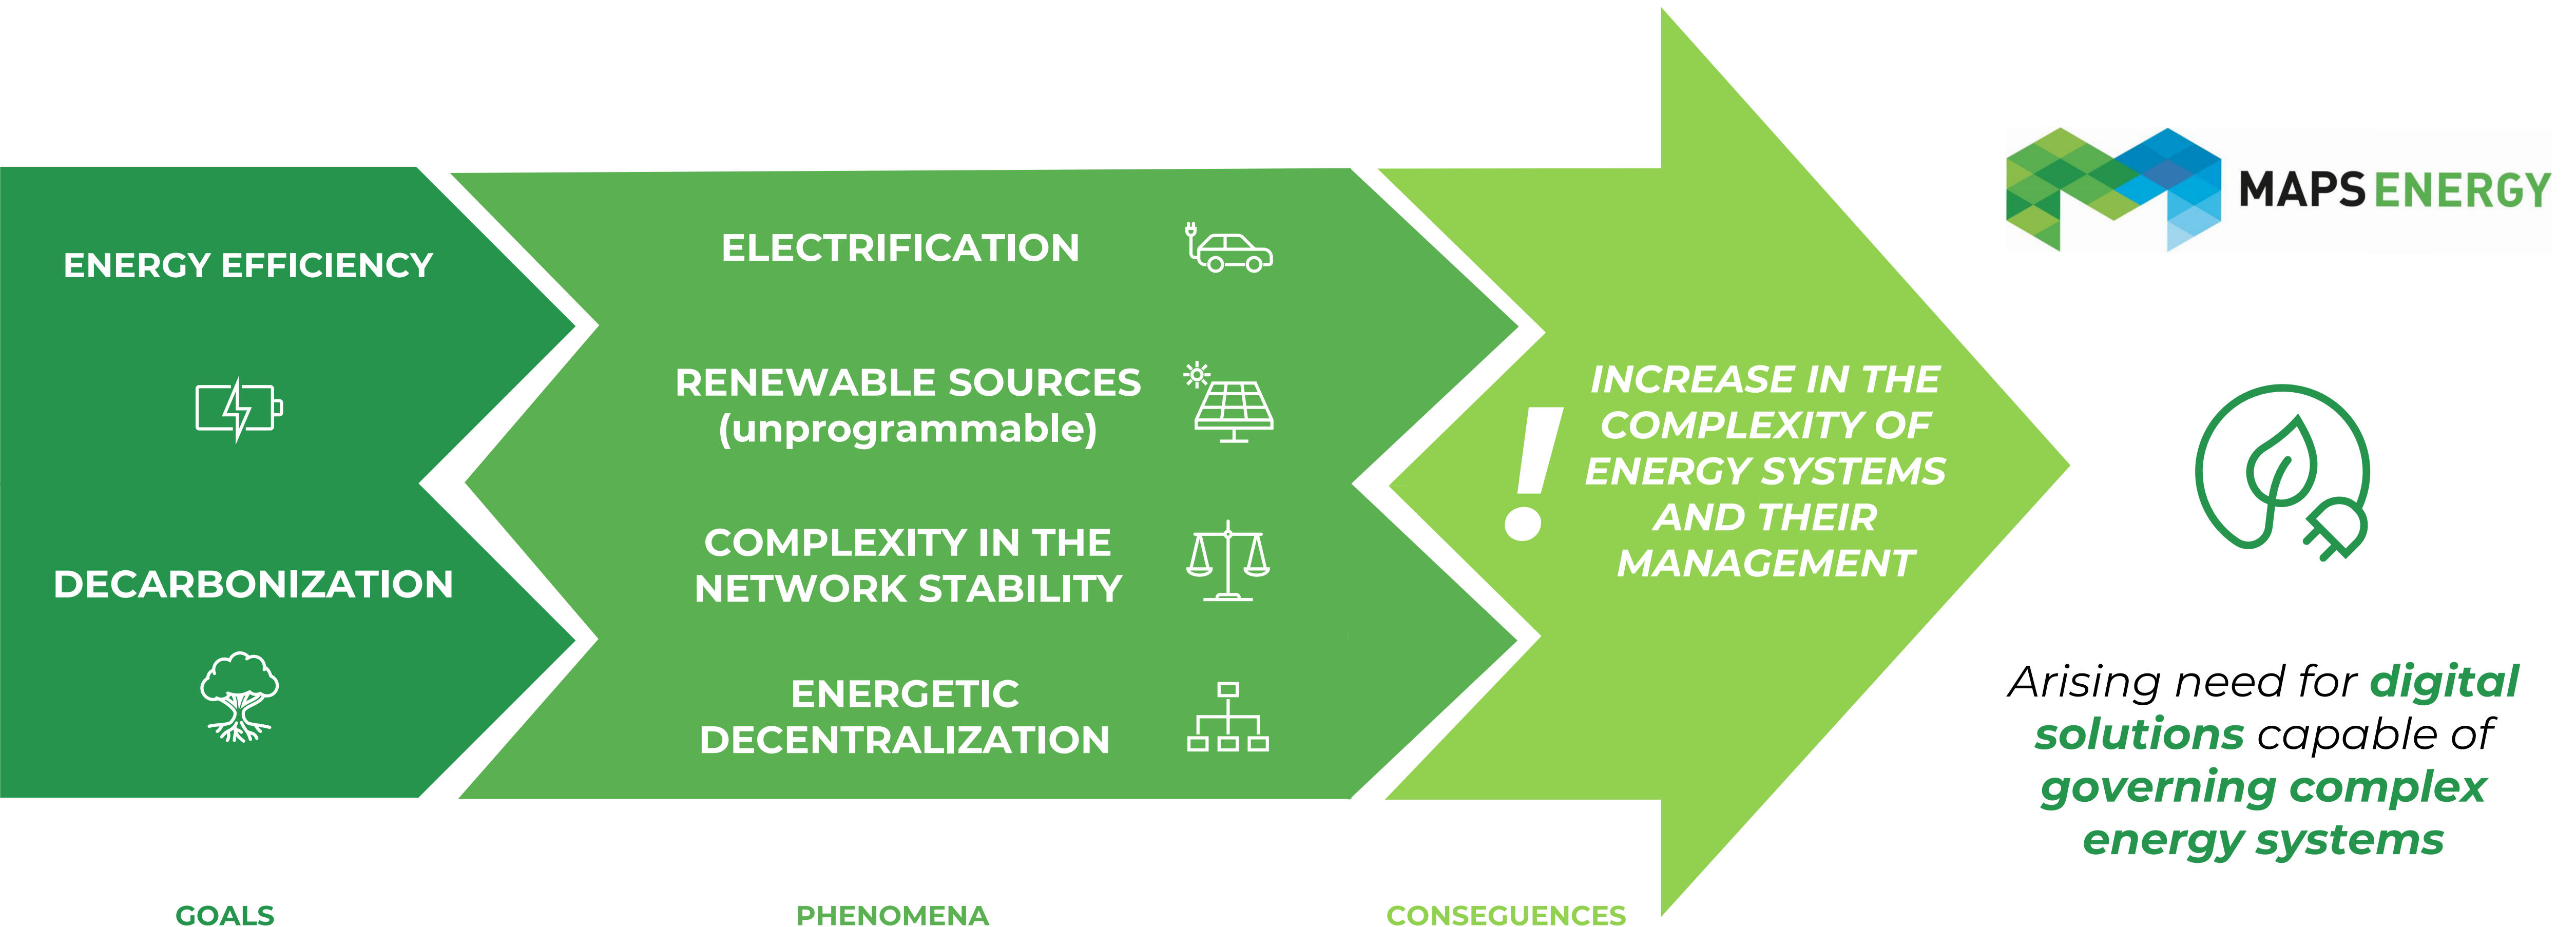 ENERGY EFFICIENCY
DECARBONIZATION
GOALS
ELECTRIFICATION
RENEWABLE SOURCES
(unprogrammable)
COMPLEXITY IN THE
NETWORK STABILITY
ENERGETIC
DECENTRALIZATION
PHENOMENA
!
INCREASE IN THE
COMPLEXITY OF
ENERGY SYSTEMS
AND THEIR
MANAGEMENT
CONSEGUENCES
MAPS ENERGY
Arising need for digital
solutions capable of
governing complex
energy systems